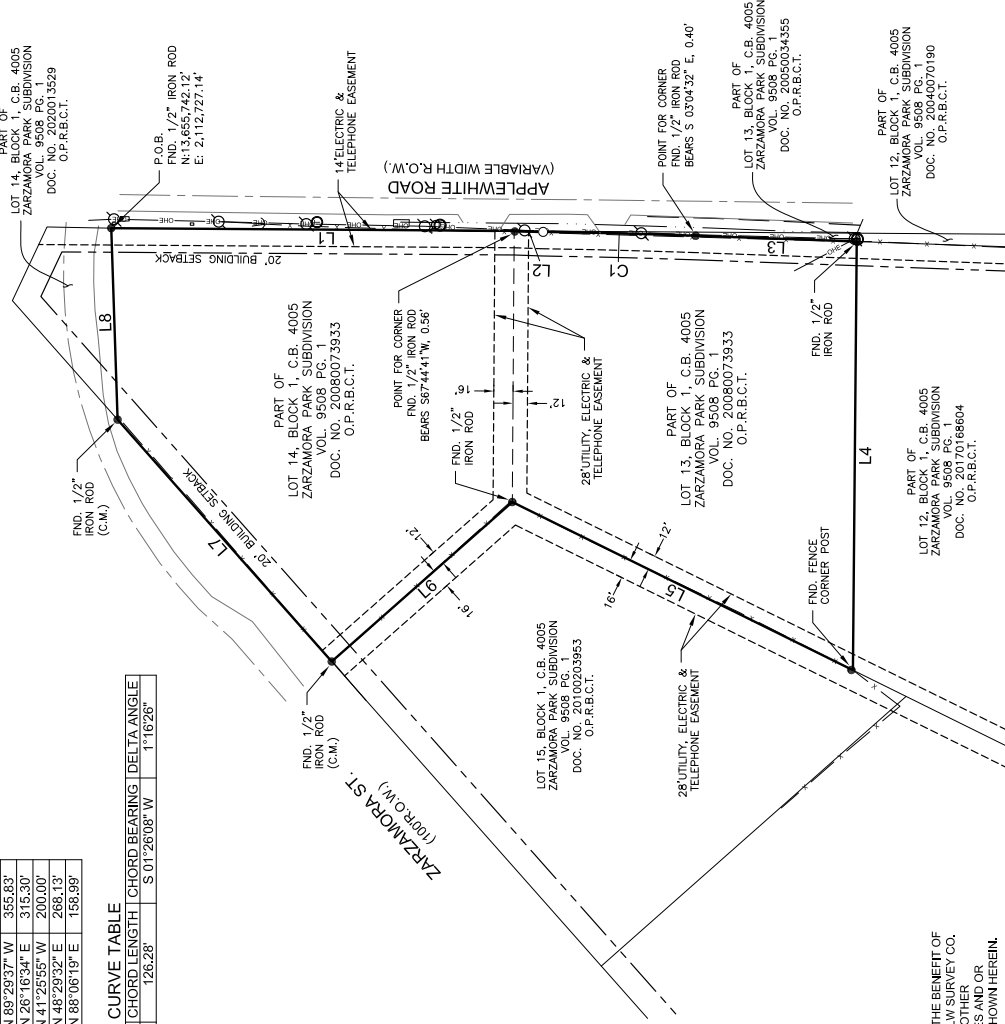 PART OF
LOT 14, BLOCK 1, C.B. 4005
ZARZAMORA PARK SUBDIVISION
VOL. 9508 PG. 1
DOC. NO. 2020013529
O.P.R.B.C.T.
P.O.B.
FND. 1/2" IRON ROD
N:13,655,742.12'
E: 2,112,727.14'
14'ELECTRIC &
TELEPHONE EASEMENT
APPLEWHITE ROAD
(VARIABLE WIDTH R.O.W.)
POINT FOR CORNER
FND. 1/2" IRON ROD
BEARS S 03°04'32" E, 0.40'
PART OF
LOT 13, BLOCK 1, C.B. 4005
ZARZAMORA PARK SUBDIVISION
VOL. 9508 PG. 1
DOC. NO. 20050034355
O.P.R.B.C.T.
PART OF
LOT 12, BLOCK 1, C.B. 4005
ZARZAMORA PARK SUBDIVISION
VOL. 9508 PG. 1
DOC. NO. 20040070190
O.P.R.B.C.T.
OHE
OHE
OHE
OHE
OHE
OHE
OHE
OHE
OHE
L1
L2
C1
L3
20' BUILDING SETBACK
L8
PART OF
LOT 14, BLOCK 1, C.B. 4005
ZARZAMORA PARK SUBDIVISION
VOL. 9508 PG. 1
DOC. NO. 20080073933
O.P.R.B.C.T.
POINT FOR CORNER
FND. 1/2" IRON ROD
BEARS S67°44'41"W, 0.56'
16'
12'
28'UTILITY, ELECTRIC &
TELEPHONE EASEMENT
PART OF
LOT 13, BLOCK 1, C.B. 4005
ZARZAMORA PARK SUBDIVISION
VOL. 9508 PG. 1
DOC. NO. 20080073933
O.P.R.B.C.T.
FND. 1/2"
IRON ROD
FND. 1/2"
IRON ROD
(C.M.)
20' BUILDING SETBACK
L7
FND. 1/2"
IRON ROD
12'
L6
16'
12'
16'
L5
L4
PART OF
LOT 12, BLOCK 1, C.B. 4005
ZARZAMORA PARK SUBDIVISION
VOL. 9508 PG. 1
DOC. NO. 20170168604
O.P.R.B.C.T.
FND. FENCE
CORNER POST
FND. 1/2"
IRON ROD
(C.M.)
LOT 15, BLOCK 1, C.B. 4005
ZARZAMORA PARK SUBDIVISION
VOL. 9508 PG. 1
DOC. NO. 20100203953
O.P.R.B.C.T.
28'UTILITY, ELECTRIC &
TELEPHONE EASEMENT
ZARZAMORA ST.
(100'R.O.W.)
N 89°29'37" W 355.83'
N 26°16'34" E 315.30'
N 41°25'55" W 200.00'
N 48°29'32" E 268.13'
N 88°06'19" E 158.99'
CURVE TABLE
CHORD LENGTH CHORD BEARING DELTA ANGLE
126.28' S 01°26'08" W 1°16'26"
THE BENEFIT OF
LW SURVEY CO.
OTHER
ES AND OR
SHOWN HEREIN.